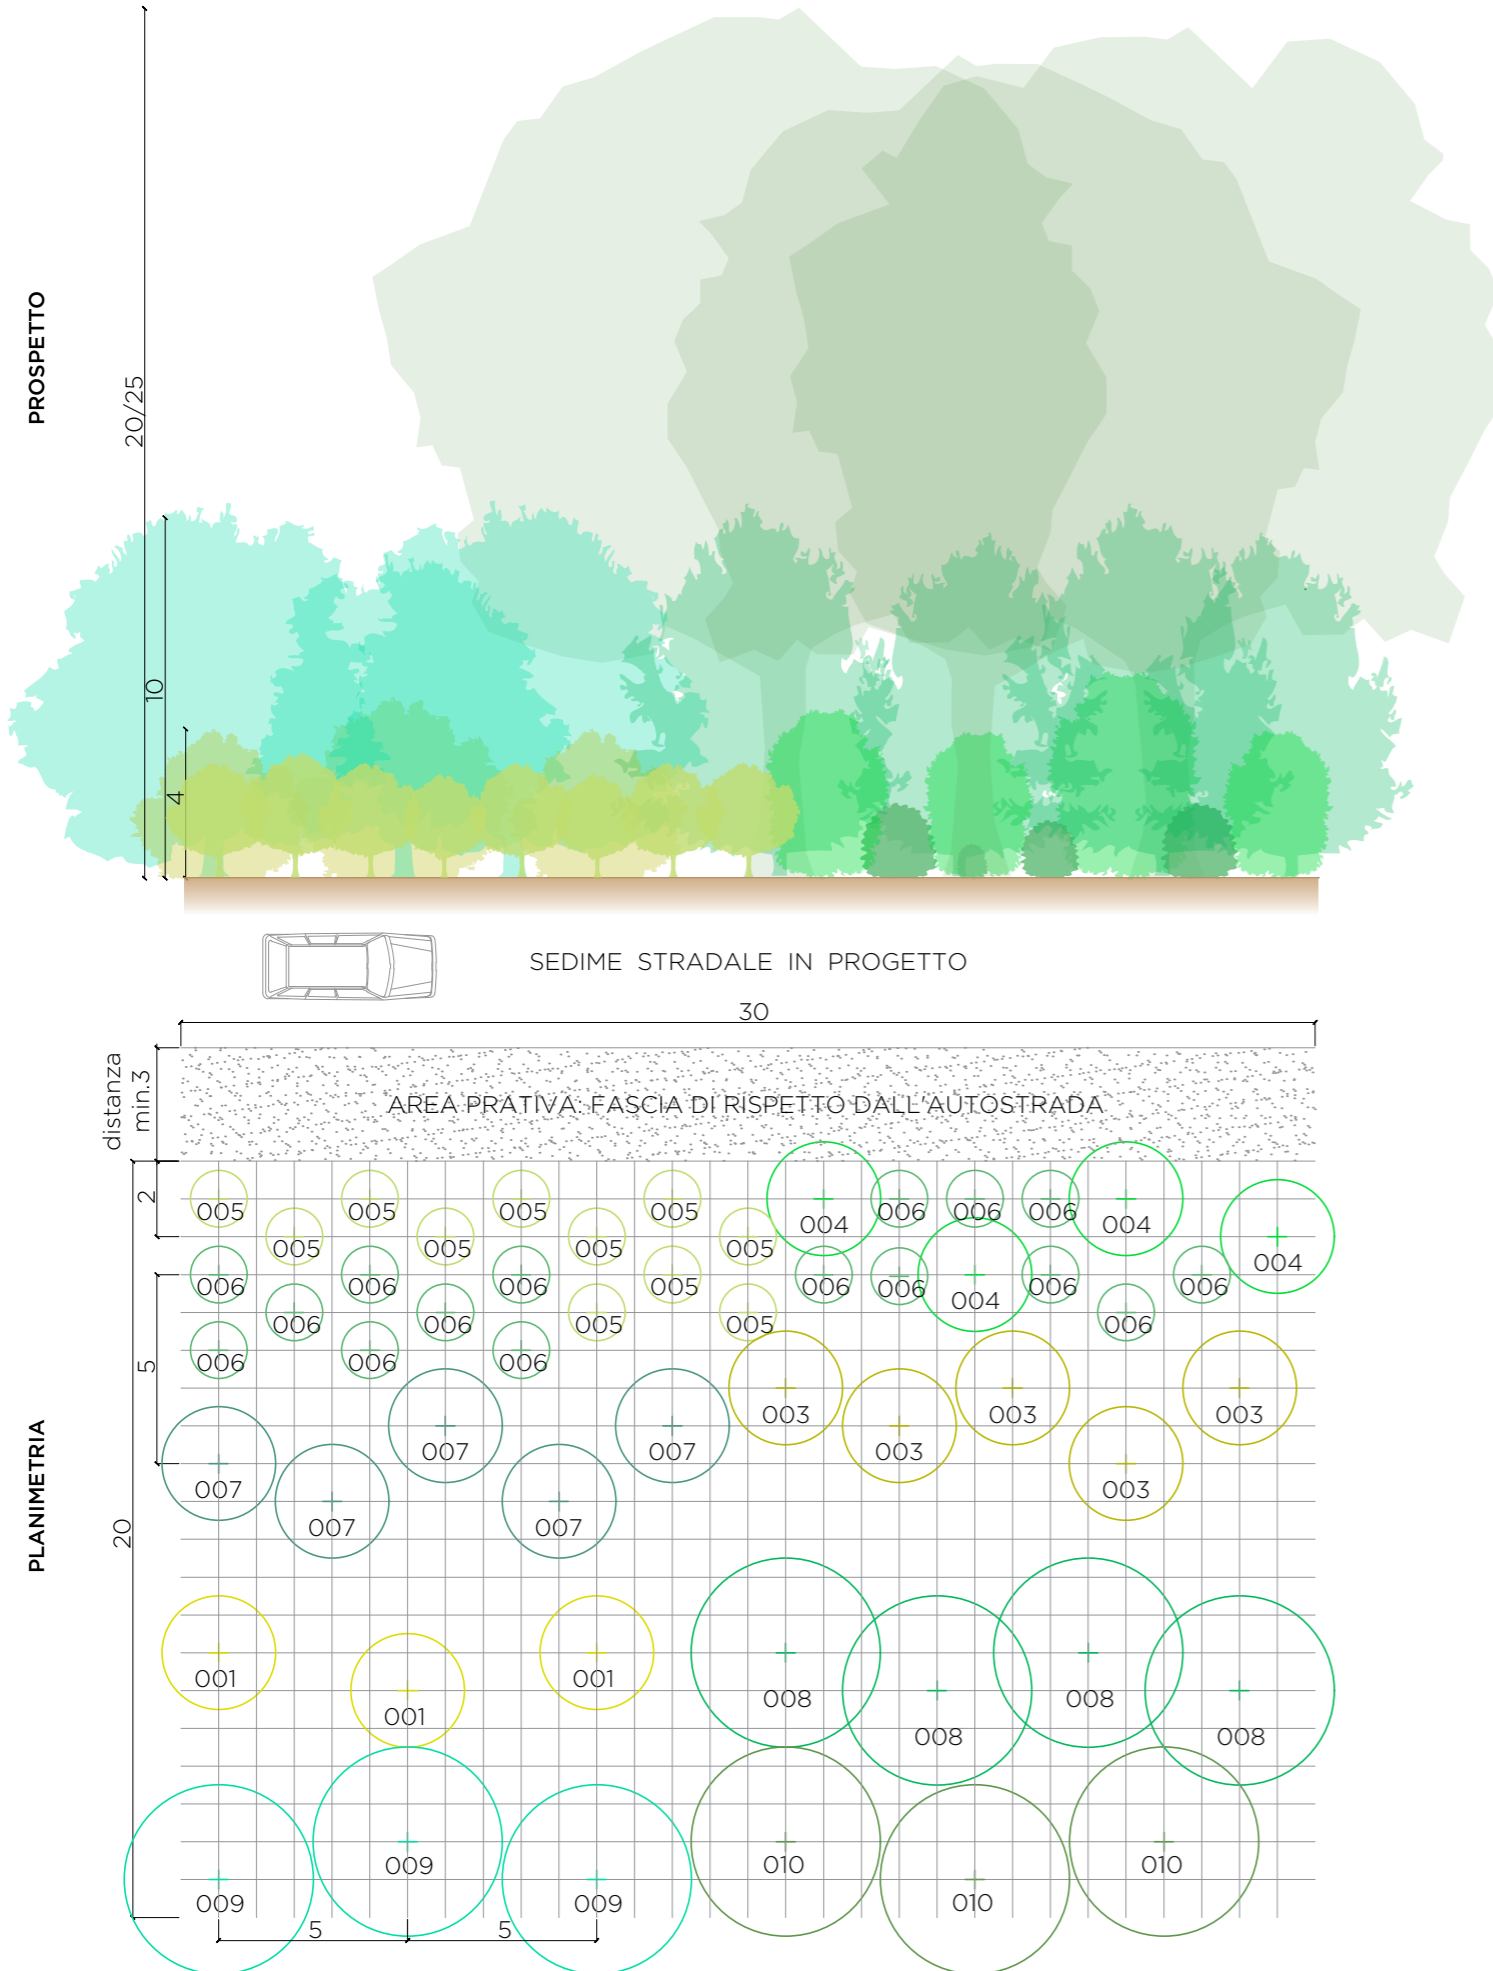 PROSPETTO
20/25
10
4
SEDIME STRADALE IN PROGETTO
30
distanza
min.3
AREA PRATIVA: FASCIA DI RISPETTO DALL'AUTOSTRADA
PLANIMETRIA
2
5
20
005 005 005 005 004 006 006 006 004
005 005 005 005 004
006 006 006 005 006 006 004 006 006
006 006 005 005 006
006 006 006
003 003 003
007 007 003
007 003
007 007
001 001 008 008
001 008 008
009 010 010
009 009 010
5 5